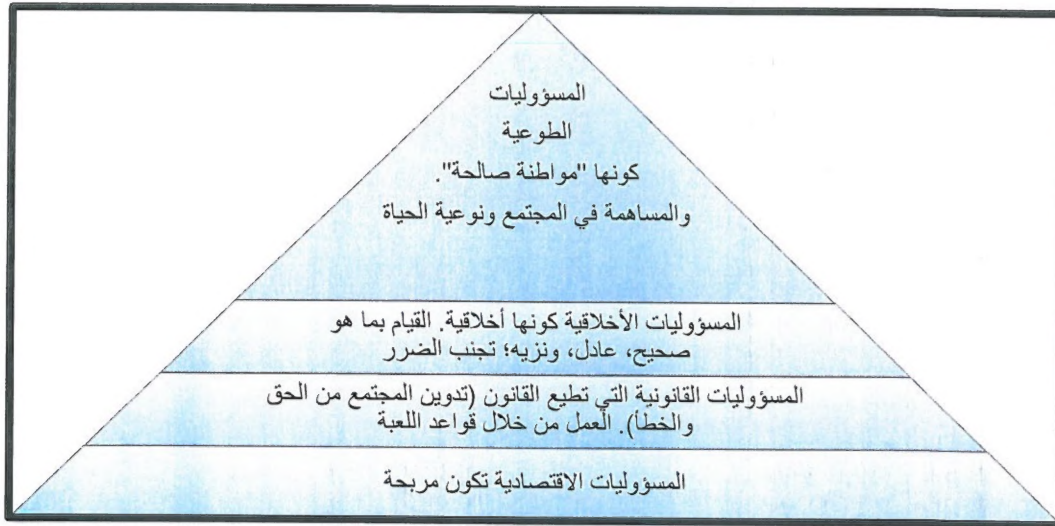 المسؤوليات
الطوعية
كونها "مواطنة صالحة".
والمساهمة في المجتمع ونوعية الحياة
المسؤوليات الأخلاقية كونها أخلاقية. القيام بما هو
صحيح، عادل، ونزيه؛ تجنب الضرر
المسؤوليات القانونية التي تطيع القانون (تدوين المجتمع من الحق
والخطأ). العمل من خلال قواعد اللعبة
المسؤوليات الاقتصادية تكون مربحة